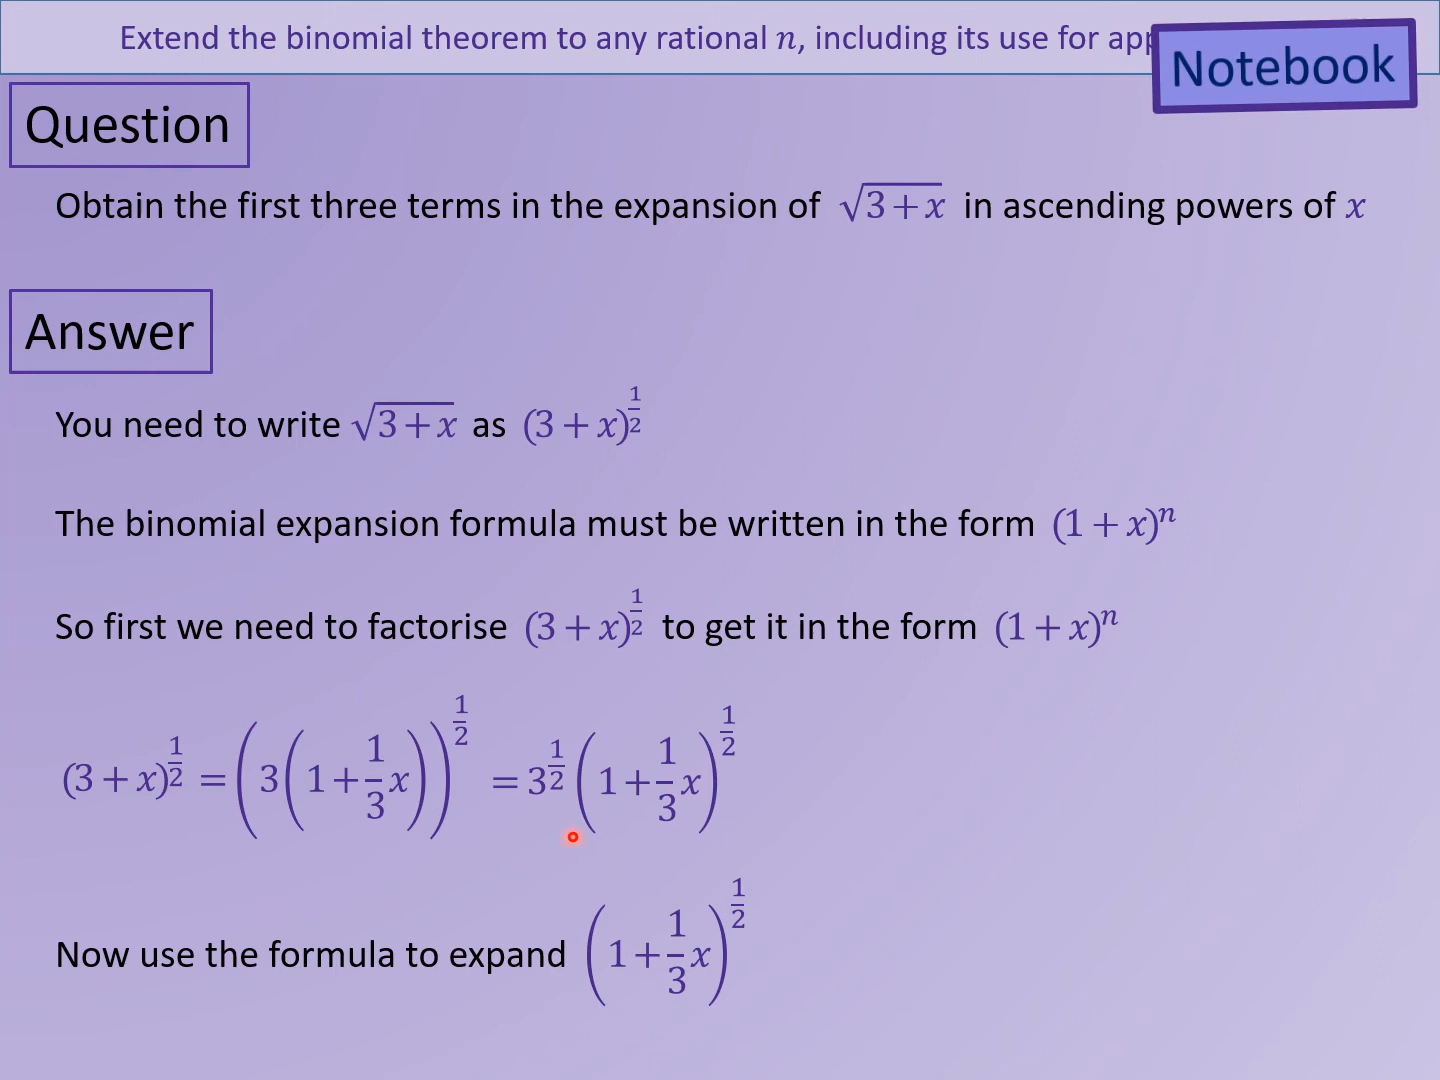 Extend the binomial theorem to any rational n, including its use for
Notebook
Question
Obtain the first three terms in the expansion of √(3+x) in ascending powers of x
Answer
You need to write √(3+x) as (3+x)^(1/2)
The binomial expansion formula must be written in the form (1+x)^n
So first we need to factorise (3+x)^(1/2) to get it in the form (1+x)^n
(3+x)^(1/2) = (3(1+1/3x))^(1/2) = 3^(1/2)(1+1/3x)^(1/2)
Now use the formula to expand (1+1/3x)^(1/2)